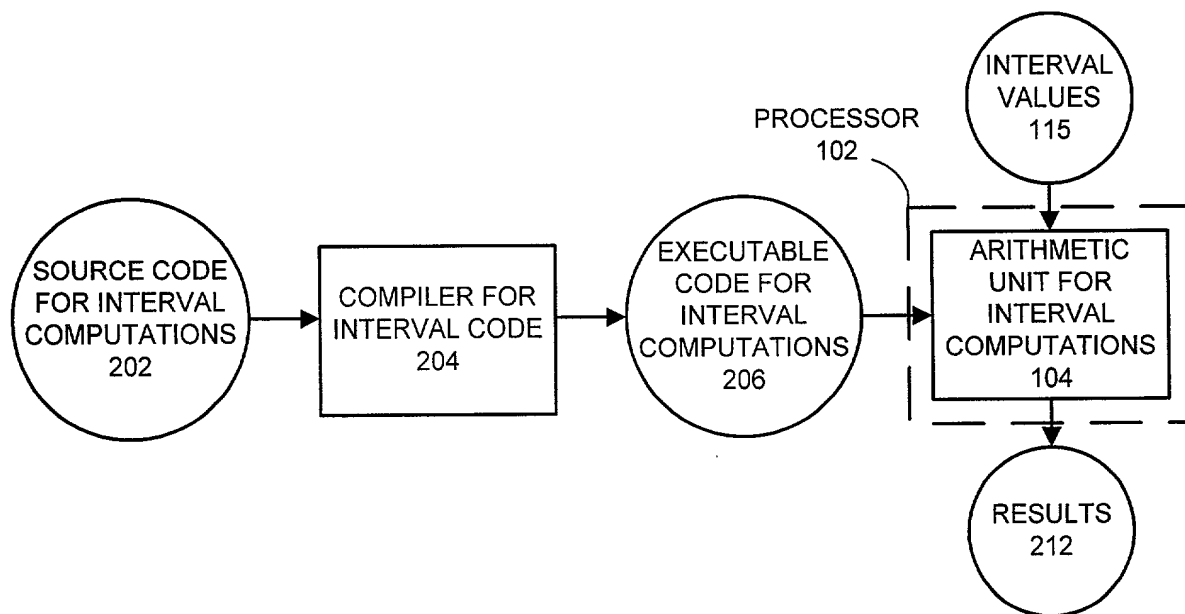 SOURCE CODE
FOR INTERVAL
COMPUTATIONS
202
COMPILER FOR
INTERVAL CODE
204
EXECUTABLE
CODE FOR
INTERVAL
COMPUTATIONS
206
PROCESSOR
102
INTERVAL
VALUES
115
ARITHMETIC
UNIT FOR
INTERVAL
COMPUTATIONS
104
RESULTS
212